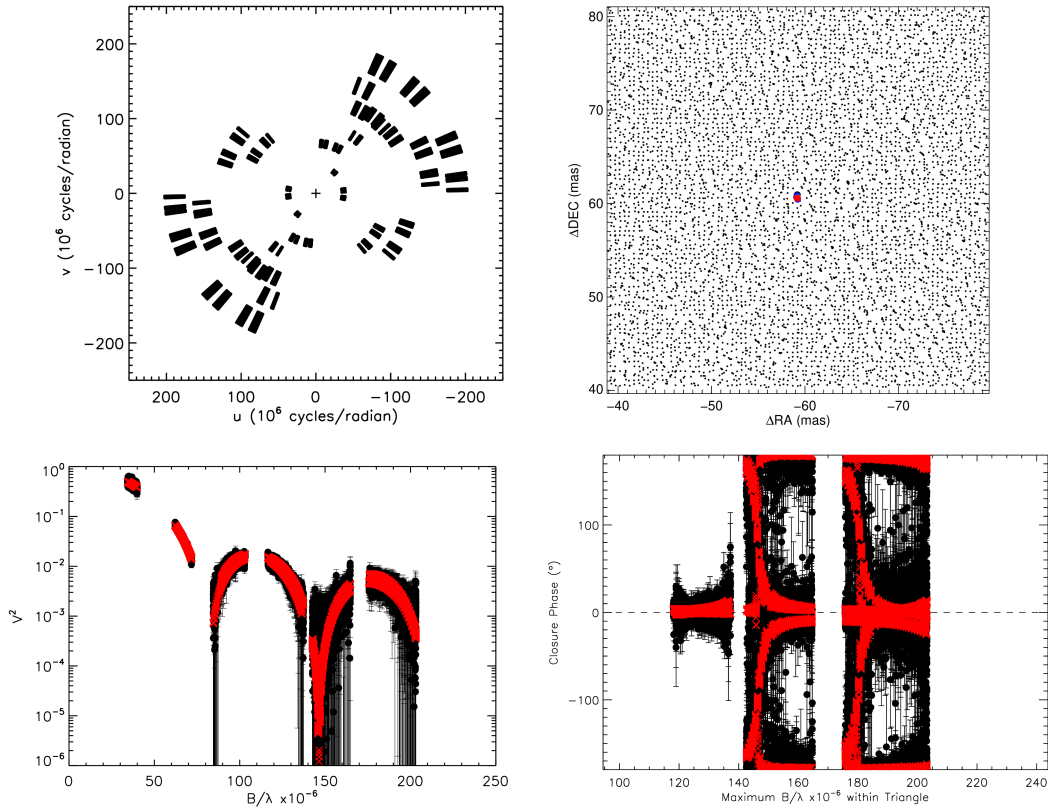 200
100
0
−100
−200
v (10⁶ cycles/radian)
200 100 0 −100 −200
u (10⁶ cycles/radian)
80
70
60
50
40
ΔDEC (mas)
−40 −50 −60 −70
ΔRA (mas)
10⁰
10⁻¹
10⁻²
10⁻³
10⁻⁴
10⁻⁵
10⁻⁶
V²
0 50 100 150 200 250
B/λ x10⁻⁶
100
0
−100
Closure Phase (°)
100 120 140 160 180 200 220 240
Maximum B/λ x10⁻⁶ within Triangle